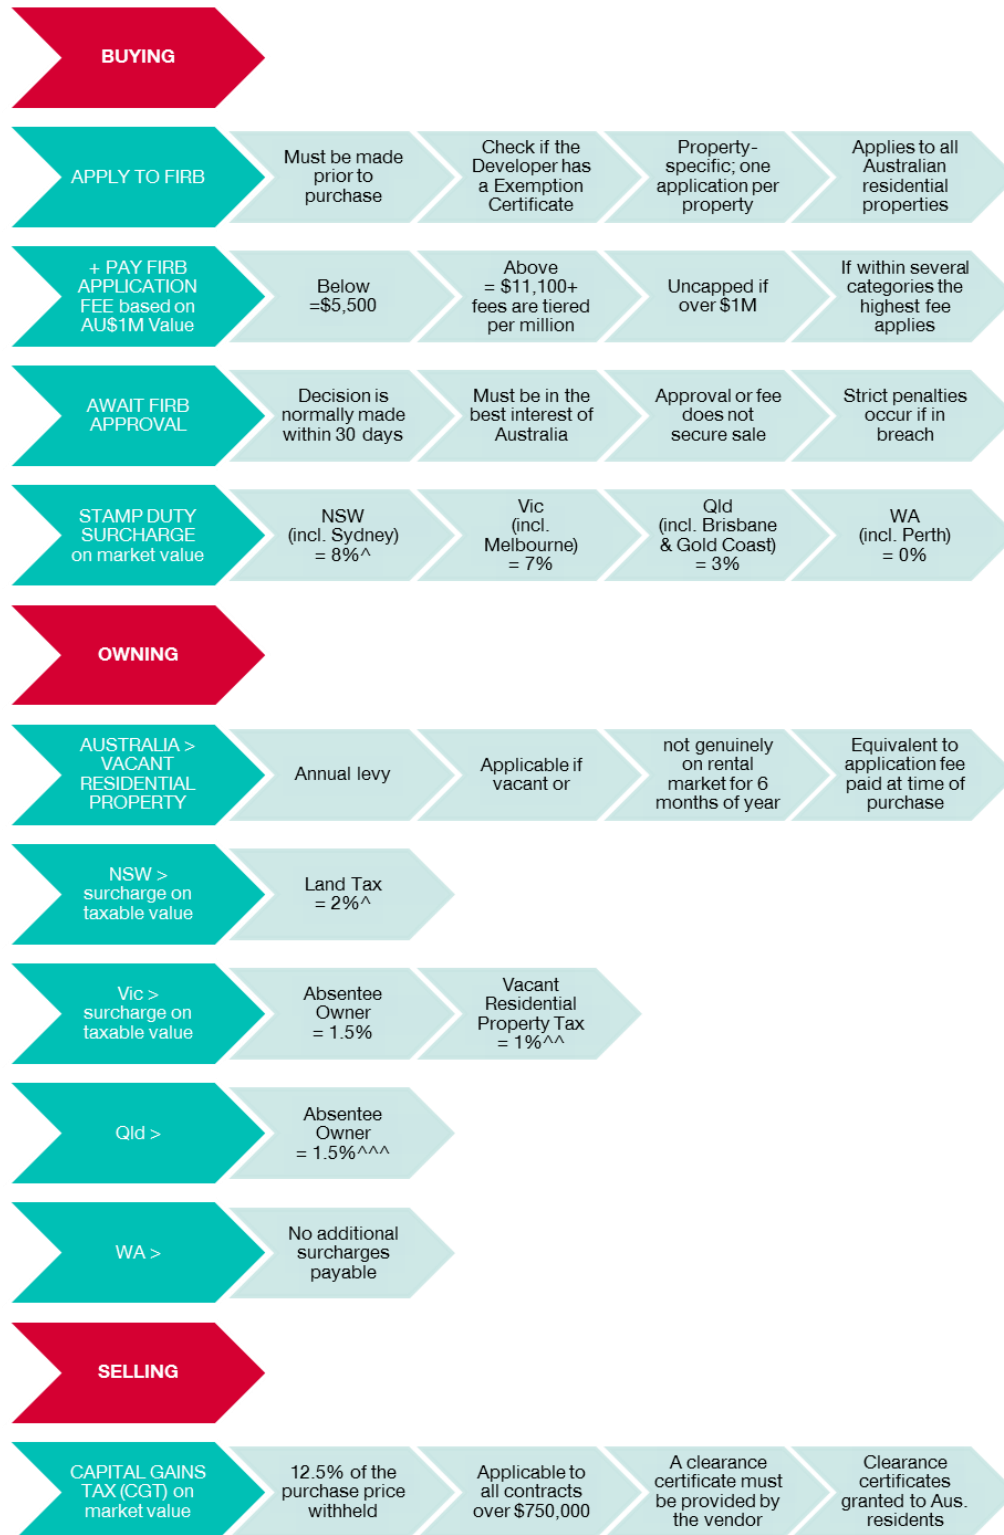 BUYING
APPLY TO FIRB
Must be made
prior to
purchase
Check if the
Developer has
a Exemption
Certificate
Property-
specific; one
application per
property
Applies to all
Australian
residential
properties
+ PAY FIRB
APPLICATION
FEE based on
AU$1M Value
Below
=$5,500
Above
= $11,100+
fees are tiered
per million
Uncapped if
over $1M
If within several
categories the
highest fee
applies
AWAIT FIRB
APPROVAL
Decision is
normally made
within 30 days
Must be in the
best interest of
Australia
Approval or fee
does not
secure sale
Strict penalties
occur if in
breach
STAMP DUTY
SURCHARGE
on market value
NSW
(incl. Sydney)
= 8%^
Vic
(incl.
Melbourne)
= 7%
Qld
(incl. Brisbane
& Gold Coast)
= 3%
WA
(incl. Perth)
= 0%
OWNING
AUSTRALIA >
VACANT
RESIDENTIAL
PROPERTY
Annual levy
Applicable if
vacant or
not genuinely
on rental
market for 6
months of year
Equivalent to
application fee
paid at time of
purchase
NSW >
surcharge on
taxable value
Land Tax
= 2%^
Vic >
surcharge on
taxable value
Absentee
Owner
= 1.5%
Vacant
Residential
Property Tax
= 1%^^
Qld >
Absentee
Owner
= 1.5%^^^
WA >
No additional
surcharges
payable
SELLING
CAPITAL GAINS
TAX (CGT) on
market value
12.5% of the
purchase price
withheld
Applicable to
all contracts
over $750,000
A clearance
certificate must
be provided by
the vendor
Clearance
certificates
granted to Aus.
residents